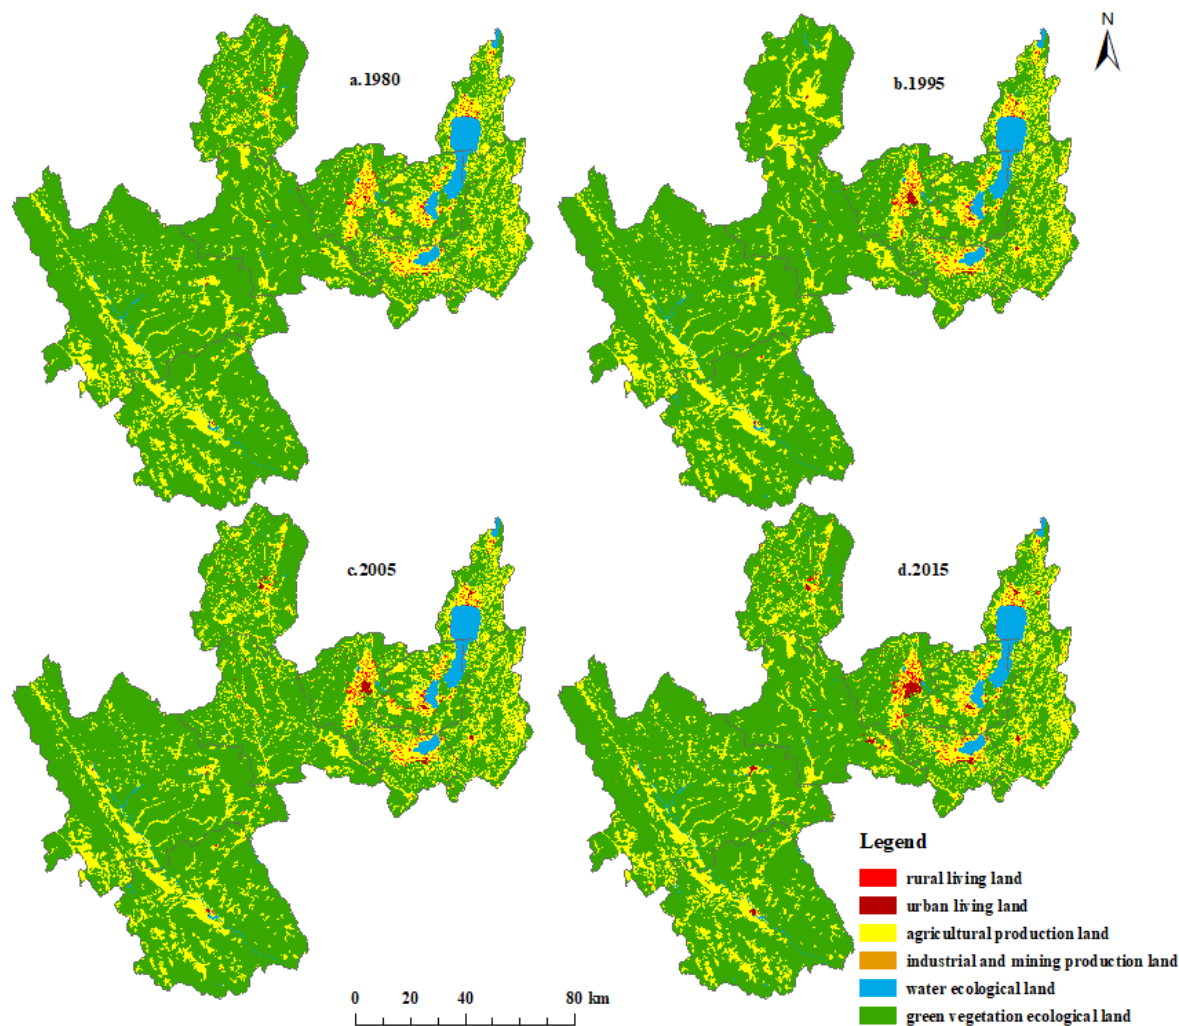 N
a.1980
b.1995
c.2005
d.2015
Legend
rural living land
urban living land
agricultural production land
industrial and mining production land
water ecological land
green vegetation ecological land
0 20 40 80 km